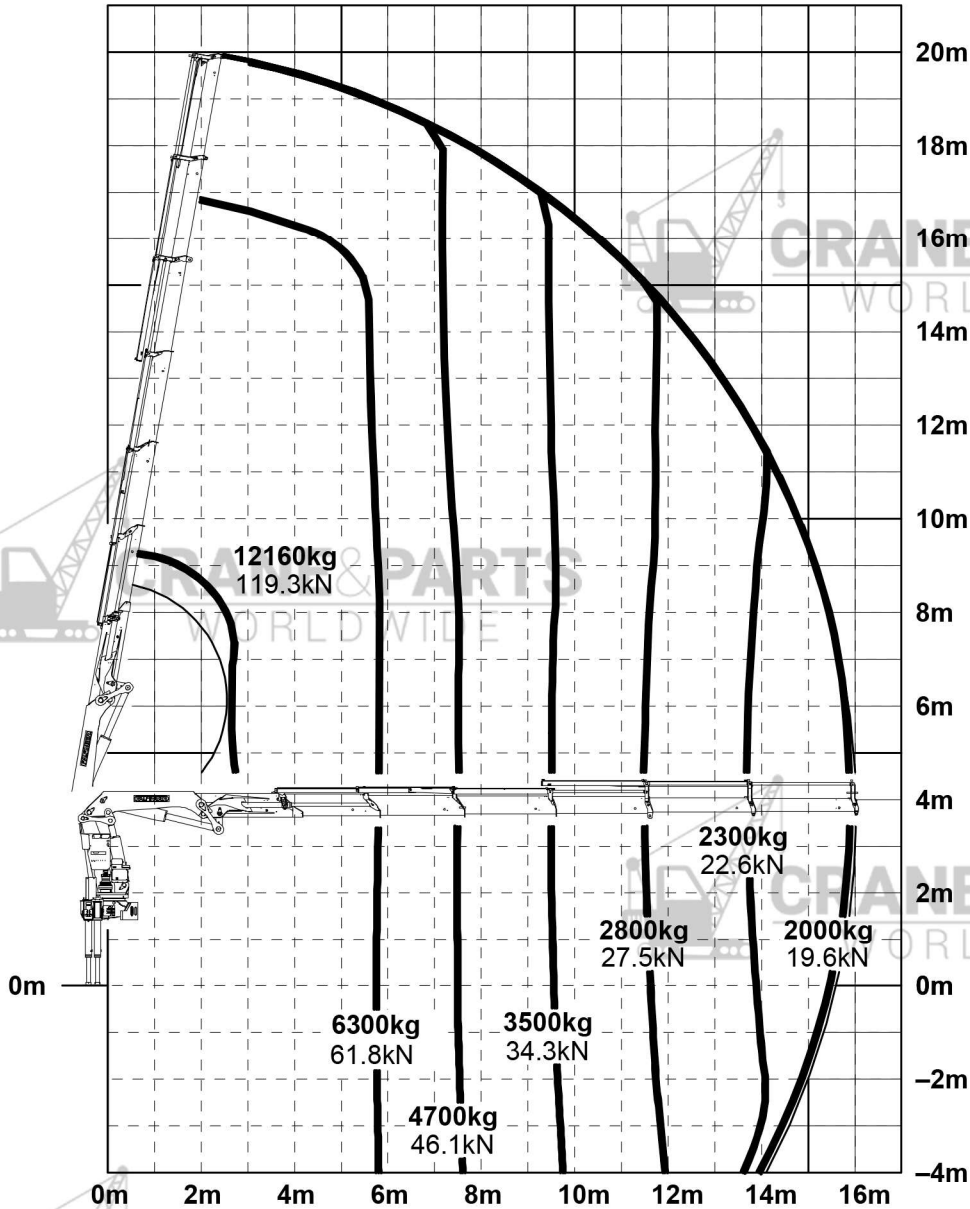 20m
18m
CRANE
WORL
16m
14m
12m
10m
12160kg
119.3kN
CRANE&PARTS
WORLDWIDE
8m
6m
4m
2300kg
22.6kN
CRANE
WORL
2m
2800kg
27.5kN
2000kg
19.6kN
0m
0m
6300kg
61.8kN
3500kg
34.3kN
4700kg
46.1kN
–2m
–4m
0m 2m 4m 6m 8m 10m 12m 14m 16m